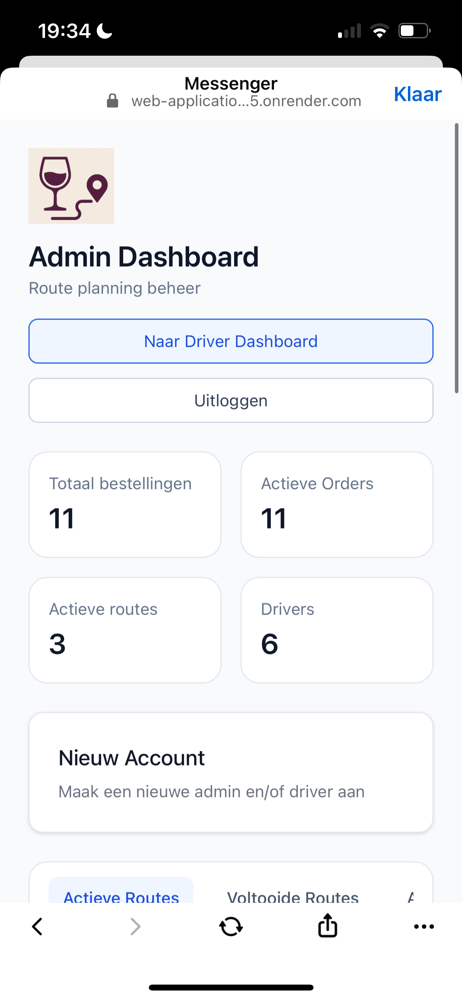 19:34
Messenger
web-applicatio...5.onrender.com
Klaar
Admin Dashboard
Route planning beheer
Naar Driver Dashboard
Uitloggen
Totaal bestellingen
11
Actieve Orders
11
Actieve routes
3
Drivers
6
Nieuw Account
Maak een nieuwe admin en/of driver aan
Actieve Routes
Voltooide Routes